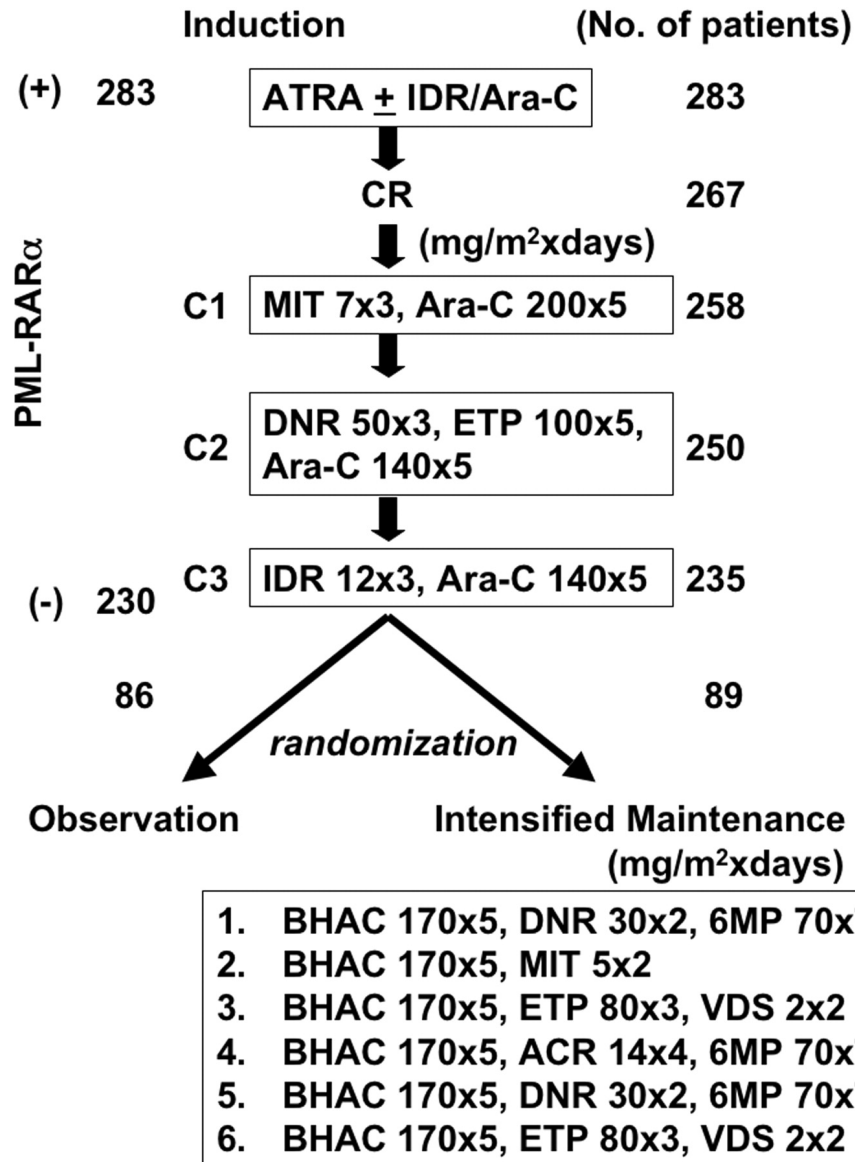 Induction (No. of patients)
(+) 283 ATRA ± IDR/Ara-C 283
CR 267
(mg/m²xdays)
PML-RARα
C1 MIT 7x3, Ara-C 200x5 258
C2 DNR 50x3, ETP 100x5,
Ara-C 140x5 250
C3 IDR 12x3, Ara-C 140x5 235
(-) 230
86 89
randomization
Observation Intensified Maintenance
(mg/m²xdays)
1. BHAC 170x5, DNR 30x2, 6MP 70x
2. BHAC 170x5, MIT 5x2
3. BHAC 170x5, ETP 80x3, VDS 2x2
4. BHAC 170x5, ACR 14x4, 6MP 70x
5. BHAC 170x5, DNR 30x2, 6MP 70x
6. BHAC 170x5, ETP 80x3, VDS 2x2